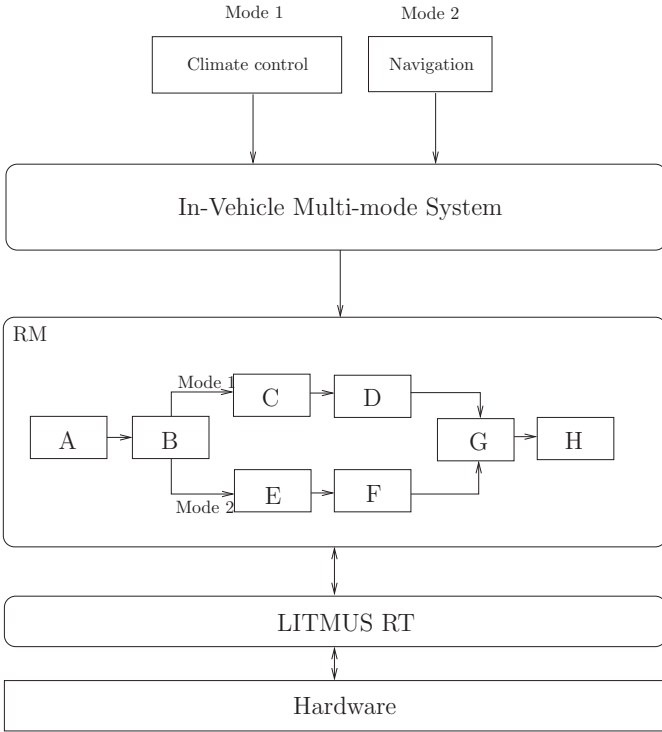 Mode 1
Mode 2
Climate control
Navigation
In-Vehicle Multi-mode System
RM
Mode 1
C
D
A
B
G
H
E
F
Mode 2
LITMUS RT
Hardware